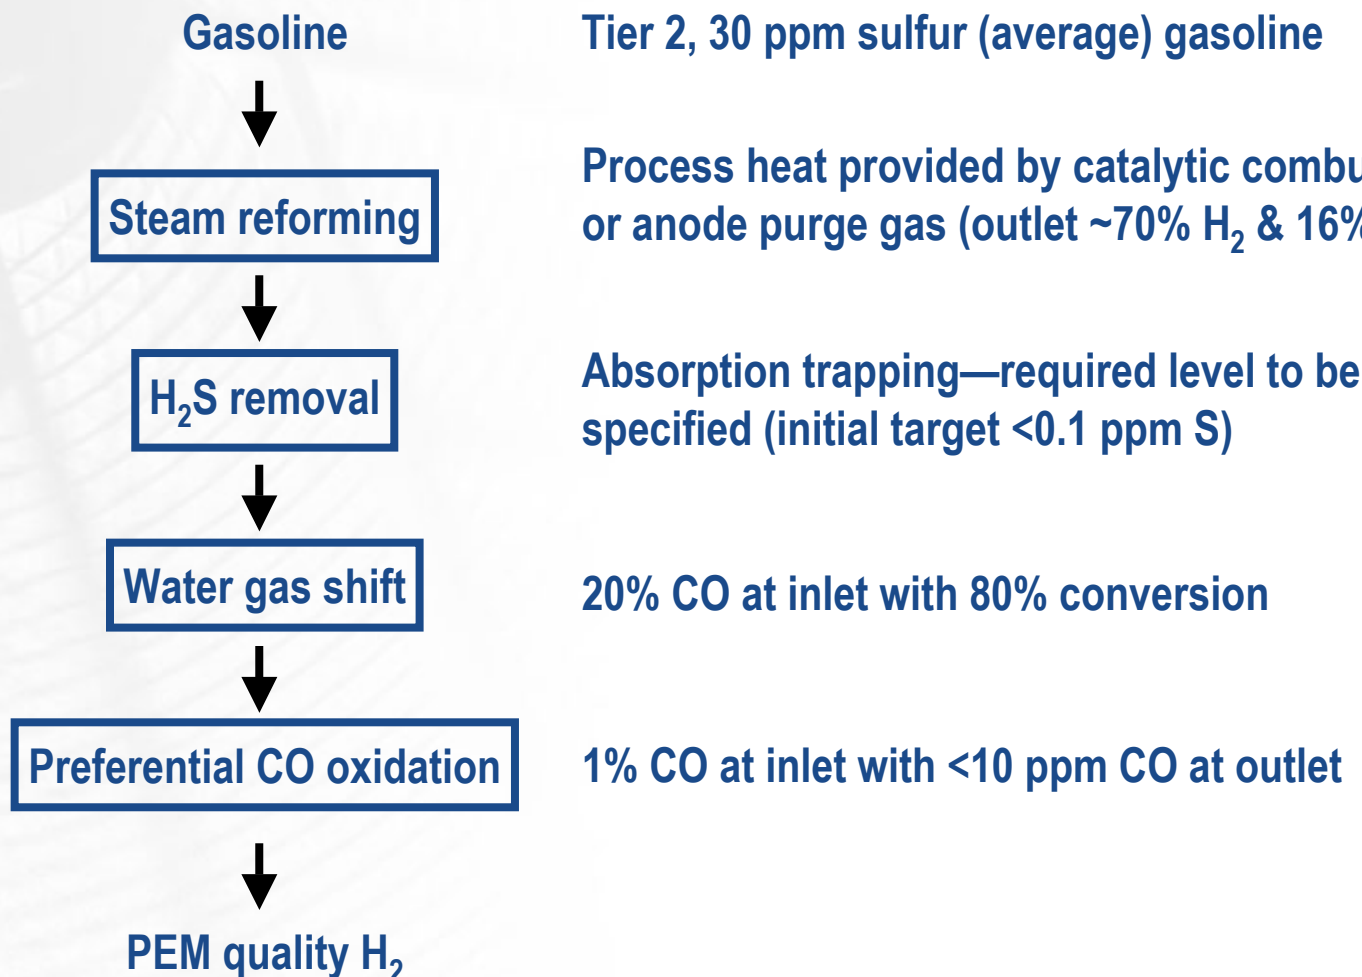 Gasoline
Tier 2, 30 ppm sulfur (average) gasoline
Steam reforming
Process heat provided by catalytic
or anode purge gas (outlet ~70% H₂ & 16%
H₂S removal
Absorption trapping—required level to be
specified (initial target <0.1 ppm S)
Water gas shift
20% CO at inlet with 80% conversion
Preferential CO oxidation
1% CO at inlet with <10 ppm CO at outlet
PEM quality H₂